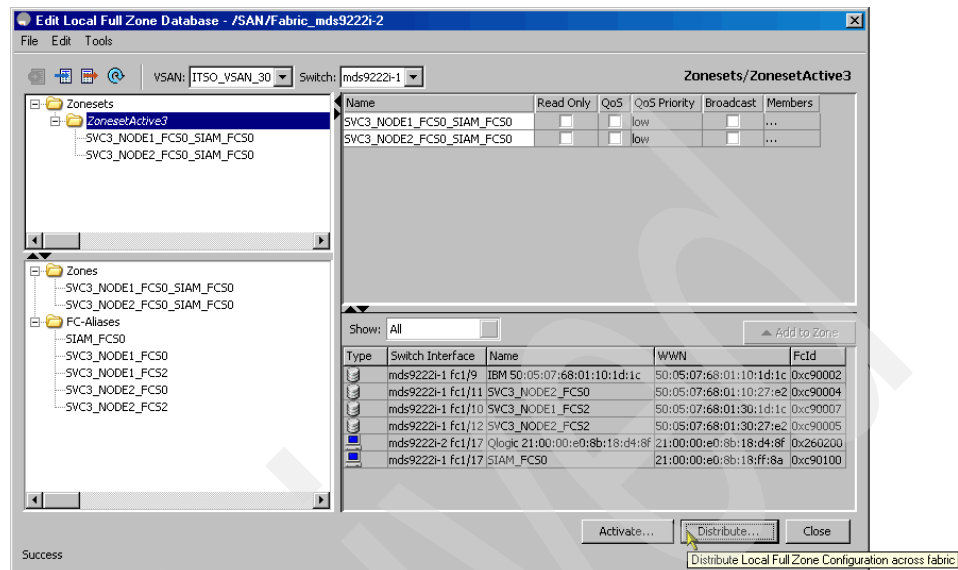 Edit Local Full Zone Database - /SAN/Fabric_mds9222i-2
File Edit Tools
VSAN: ITSO_VSAN_30 Switch: mds9222i-1 Zonesets/ZonesetActive3
Zonesets
ZonesetActive3
SVC3_NODE1_FCS0_SIAM_FCS0
SVC3_NODE2_FCS0_SIAM_FCS0
Name Read Only QoS QoS Priority Broadcast Members
SVC3_NODE1_FCS0_SIAM_FCS0 low ...
SVC3_NODE2_FCS0_SIAM_FCS0 low ...
Zones
SVC3_NODE1_FCS0_SIAM_FCS0
SVC3_NODE2_FCS0_SIAM_FCS0
FC-Aliases
SIAM_FCS0
SVC3_NODE1_FCS0
SVC3_NODE1_FCS2
SVC3_NODE2_FCS0
SVC3_NODE2_FCS2
Show: All Add to Zone
Type Switch Interface Name WWN FcId
mds9222i-1 fc1/9 IBM 50:05:07:68:01:10:1d:1c 50:05:07:68:01:10:1d:1c 0xc90002
mds9222i-1 fc1/11 SVC3_NODE2_FCS0 50:05:07:68:01:10:27:e2 0xc90004
mds9222i-1 fc1/10 SVC3_NODE1_FCS2 50:05:07:68:01:30:1d:1c 0xc90007
mds9222i-1 fc1/12 SVC3_NODE2_FCS2 50:05:07:68:01:30:27:e2 0xc90005
mds9222i-2 fc1/17 Qlogic 21:00:00:e0:8b:18:d4:8f 21:00:00:e0:8b:18:d4:8f 0x260200
mds9222i-1 fc1/17 SIAM_FCS0 21:00:00:e0:8b:18:ff:8a 0xc90100
Activate... Distribute... Close
Success
Distribute Local Full Zone Configuration across fabric